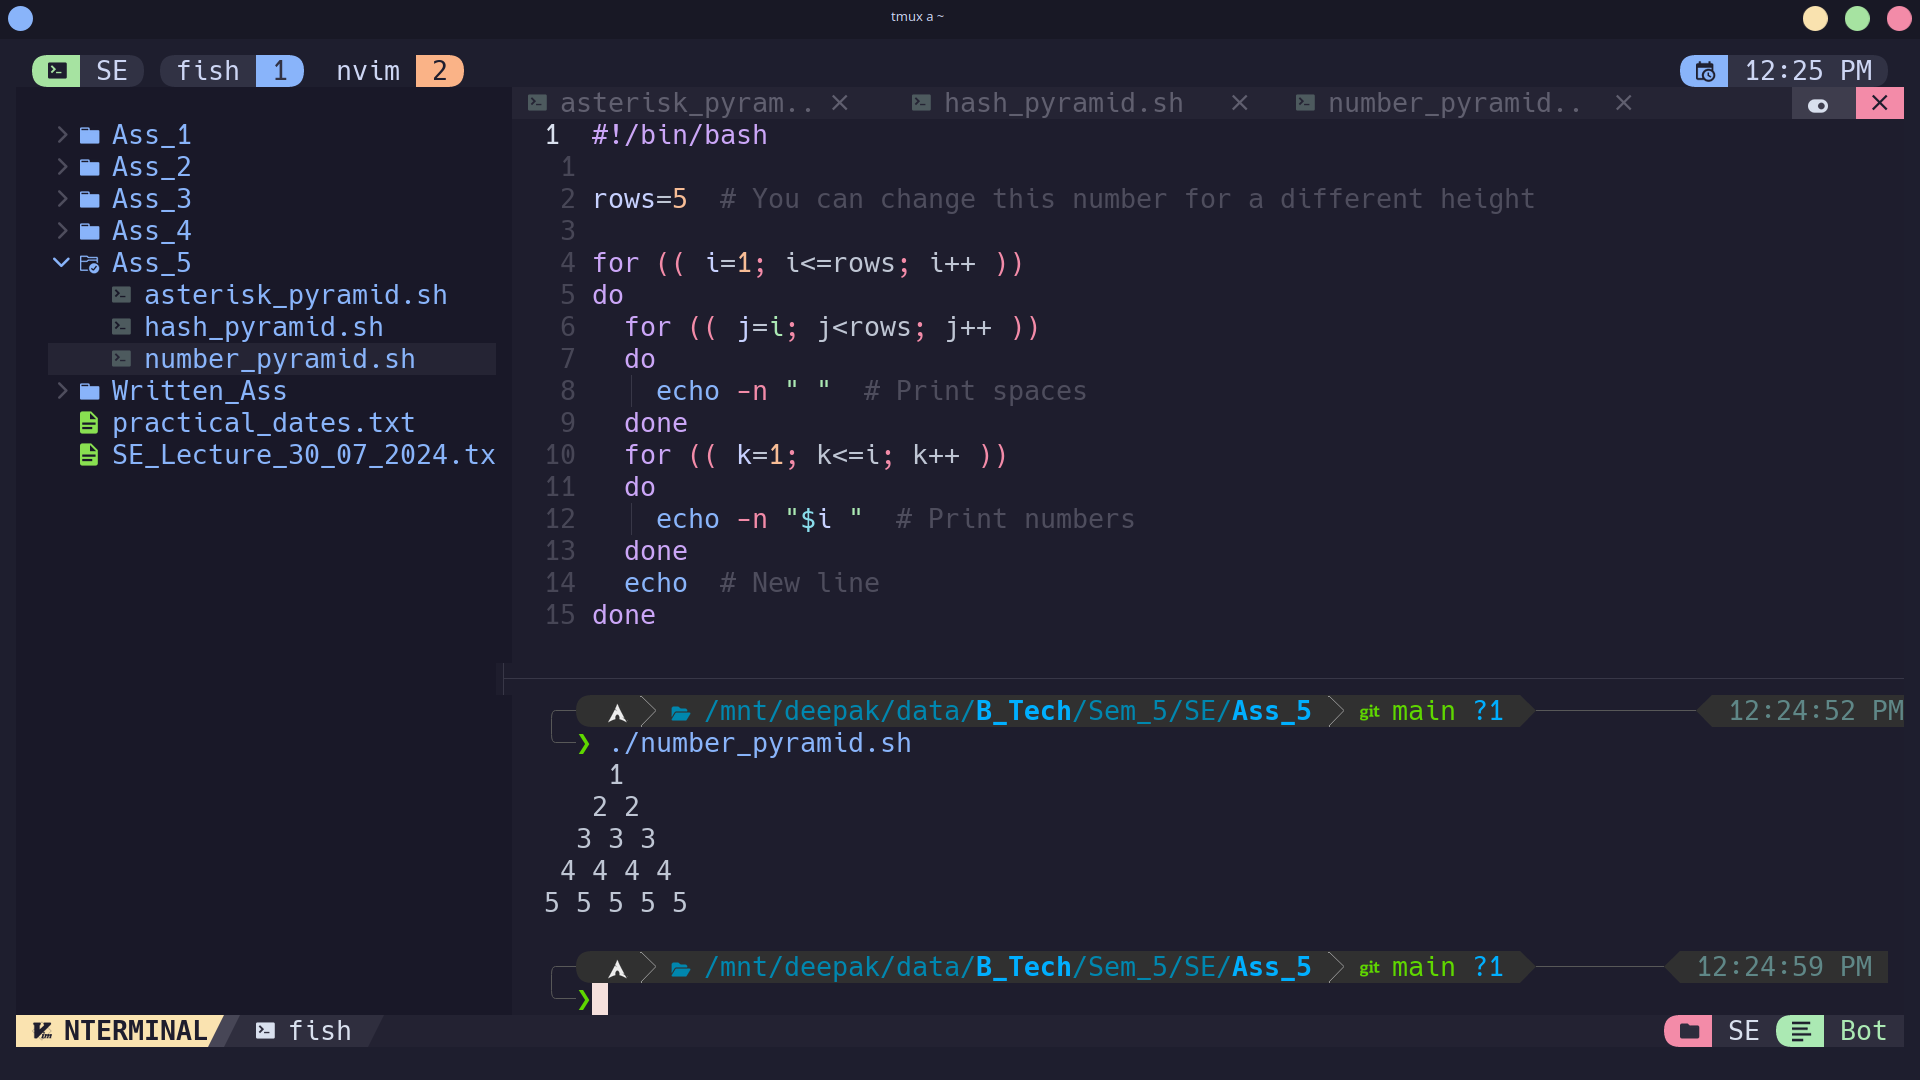 tmux a ~
SE fish 1 nvim 2 12:25 PM
asterisk_pyram.. hash_pyramid.sh number_pyramid..
Ass_1
Ass_2
Ass_3
Ass_4
Ass_5
asterisk_pyramid.sh
hash_pyramid.sh
number_pyramid.sh
Written_Ass
practical_dates.txt
SE_Lecture_30_07_2024.tx
1 #!/bin/bash
1
2 rows=5  # You can change this number for a different height
3
4 for (( i=1; i<=rows; i++ ))
5 do
6   for (( j=i; j<rows; j++ ))
7   do
8     echo -n " "  # Print spaces
9   done
10   for (( k=1; k<=i; k++ ))
11   do
12     echo -n "$i "  # Print numbers
13   done
14   echo  # New line
15 done
/mnt/deepak/data/B_Tech/Sem_5/SE/Ass_5 git main ?1 12:24:52 PM
❯ ./number_pyramid.sh
1
2 2
3 3 3
4 4 4 4
5 5 5 5 5
/mnt/deepak/data/B_Tech/Sem_5/SE/Ass_5 git main ?1 12:24:59 PM
❯
NTERMINAL fish SE Bot